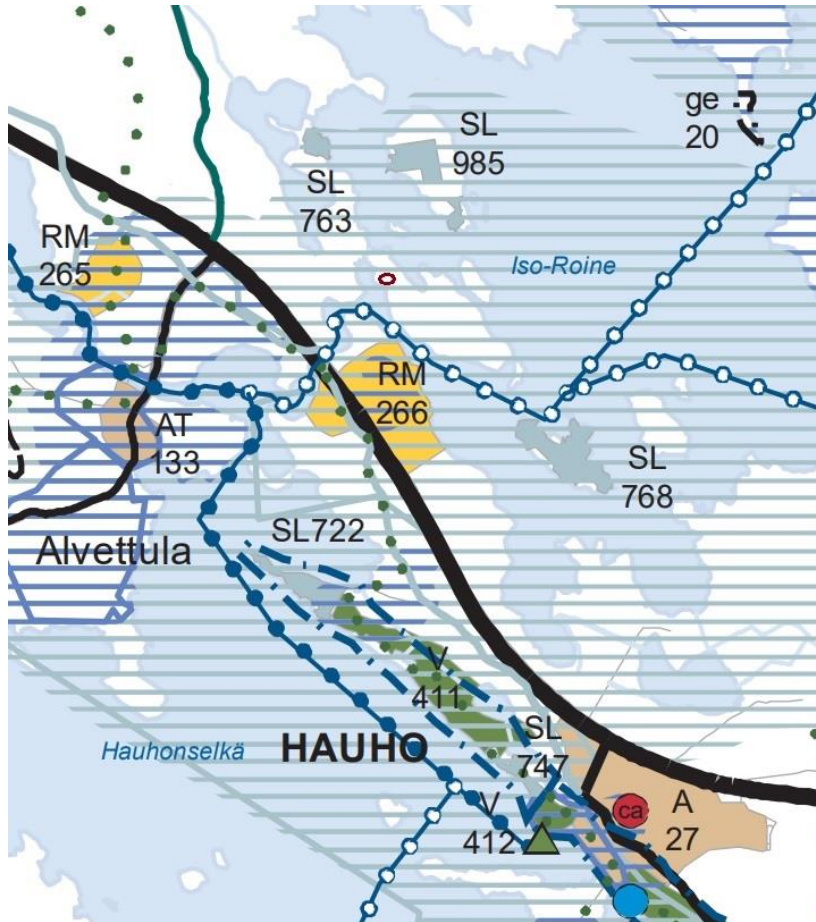 ge
20
SL
985
SL
763
RM
265
Iso-Roine
RM
266
AT
133
SL
768
SL722
Alvettula
V
411
SL
747
Hauhonselkä
HAUHO
V
412
ca
A
27